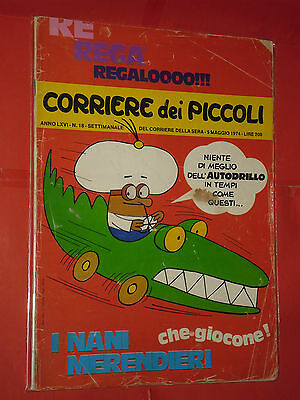 RE
REGA
REGALOOOO!!!
CORRIERE dei PICCOLI
ANNO LXVI - N. 18 - SETTIMANALE DEL CORRIERE DELLA SERA - 5 MAGGIO 1974 - LIRE 200
NIENTE
DI MEGLIO
DELL'AUTODRILLO
IN TEMPI
COME
QUESTI...
che giocone!
I NANI
MERENDIERI